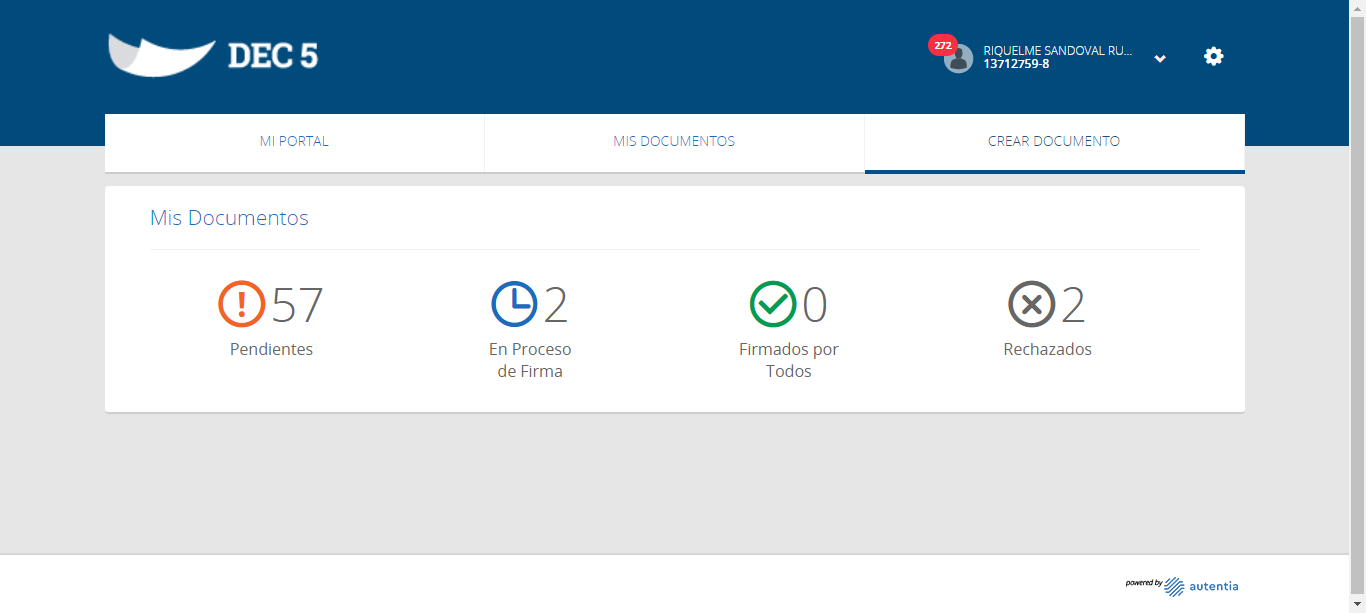 DEC 5
272
RIQUELME SANDOVAL RU...
13712759-8
MI PORTAL
MIS DOCUMENTOS
CREAR DOCUMENTO
Mis Documentos
57
Pendientes
2
En Proceso
de Firma
0
Firmados por
Todos
2
Rechazados
powered by
autentia